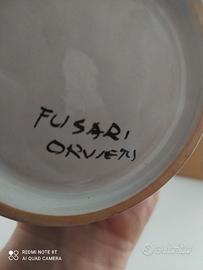 FUSARI
ORVIETO
REDMI NOTE 8T
AI QUAD CAMERA